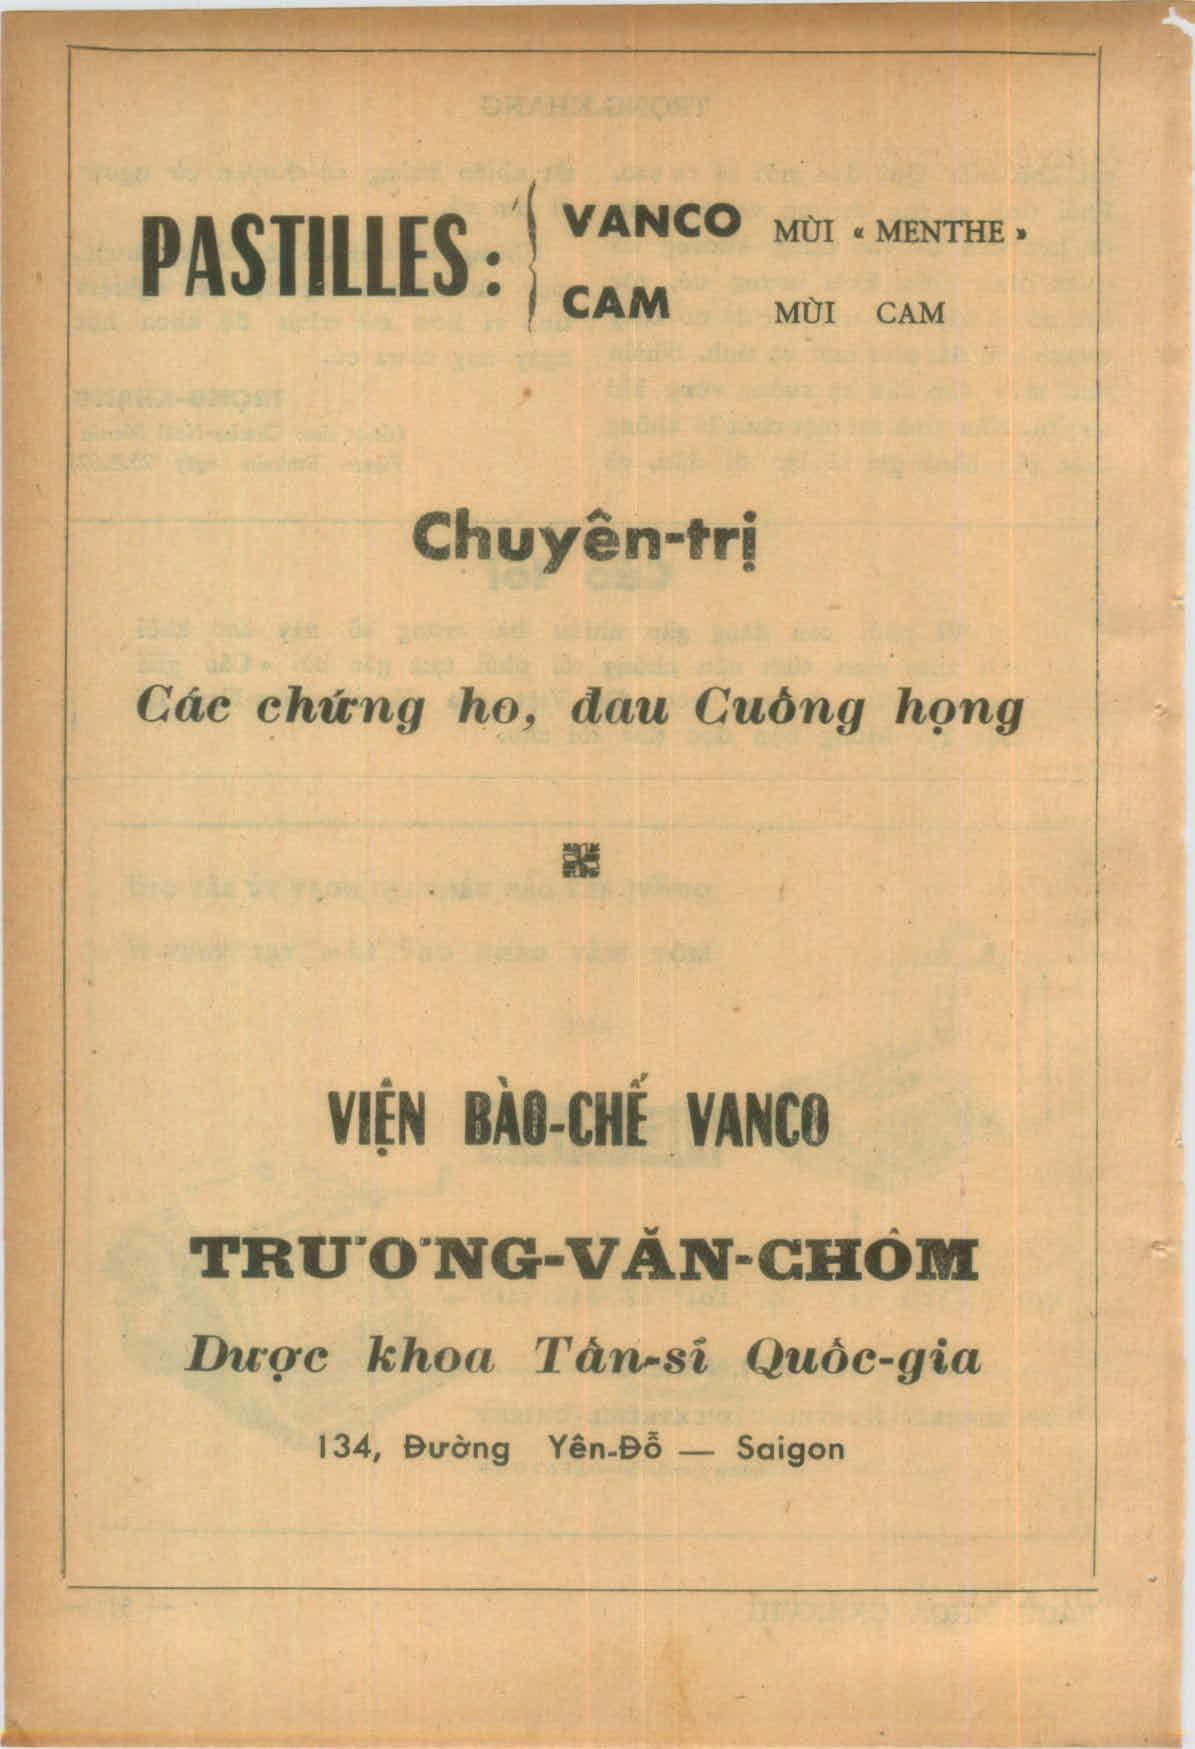 PASTILLES: { VANCO MÙI « MENTHE »
CAM MÙI CAM
Chuyên-trị
Các chứng ho, đau Cuống họng
VIỆN BÀO-CHẾ VANCO
TRƯƠNG-VĂN-CHÔM
Dược khoa Tấn-sĩ Quốc-gia
134, Đường Yên-Đỗ — Saigon